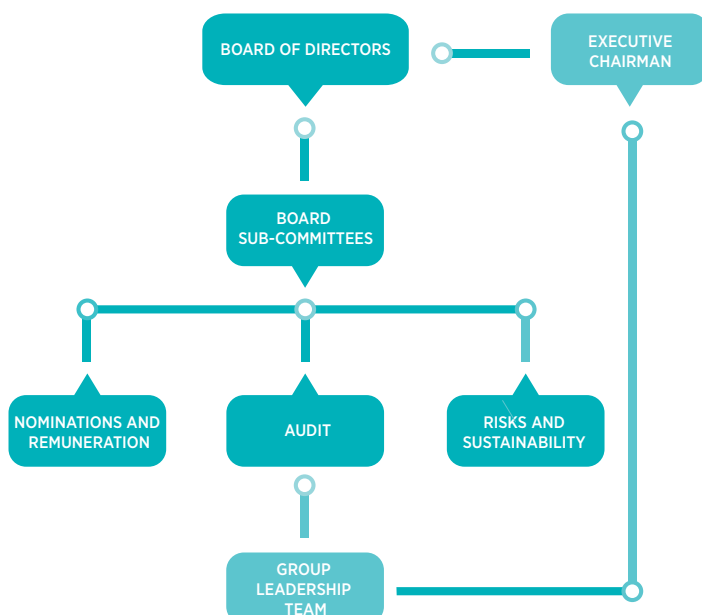 BOARD OF DIRECTORS
EXECUTIVE
CHAIRMAN
BOARD
SUB-COMMITTEES
NOMINATIONS AND
REMUNERATION
AUDIT
RISKS AND
SUSTAINABILITY
GROUP
LEADERSHIP
TEAM